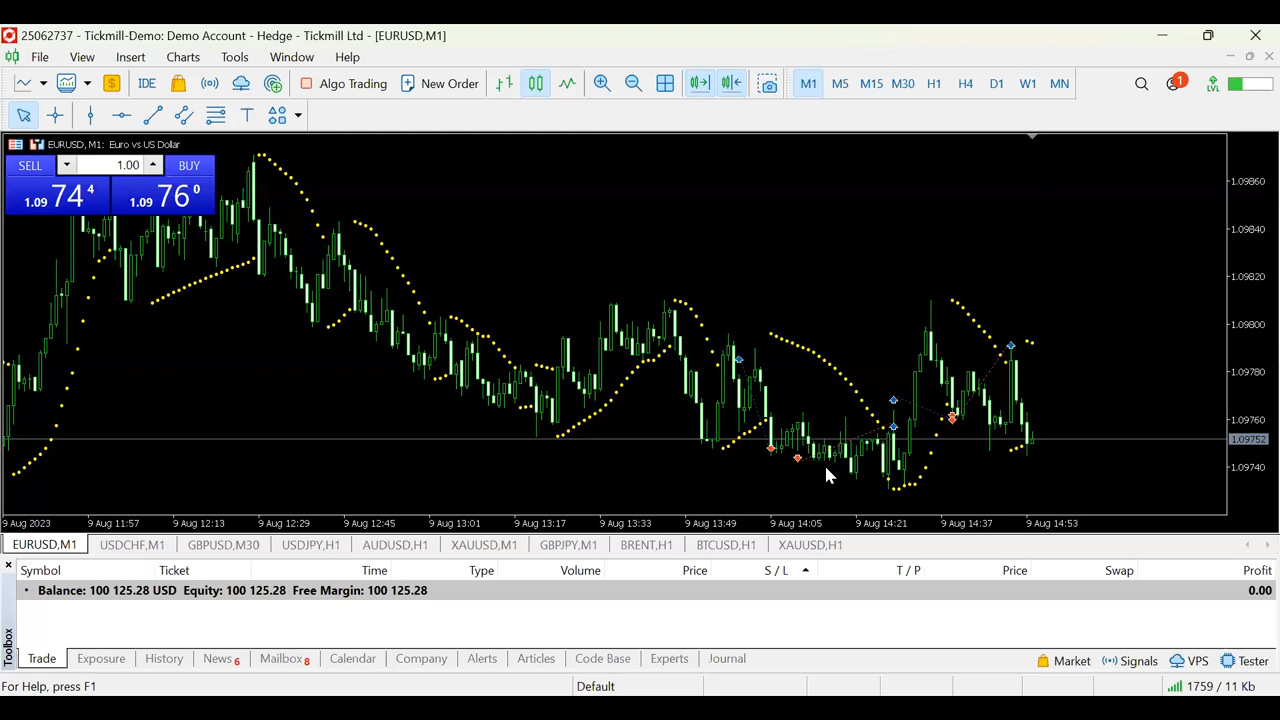 25062737 - Tickmill-Demo: Demo Account - Hedge - Tickmill Ltd - [EURUSD,M1]
File View Insert Charts Tools Window Help
IDE Algo Trading New Order M1 M5 M15 M30 H1 H4 D1 W1 MN 1 LVL
T
EURUSD, M1: Euro vs US Dollar
SELL 1.00 BUY
1.09 74 4 1.09 76 0
1.09860
1.09840
1.09820
1.09800
1.09780
1.09760
1.09752
1.09740
9 Aug 2023 9 Aug 11:57 9 Aug 12:13 9 Aug 12:29 9 Aug 12:45 9 Aug 13:01 9 Aug 13:17 9 Aug 13:33 9 Aug 13:49 9 Aug 14:05 9 Aug 14:21 9 Aug 14:37 9 Aug 14:53
EURUSD,M1 USDCHF,M1 GBPUSD,M30 USDJPY,H1 AUDUSD,H1 XAUUSD,M1 GBPJPY,M1 BRENT,H1 BTCUSD,H1 XAUUSD,H1
Symbol Ticket Time Type Volume Price S / L T / P Price Swap Profit
Balance: 100 125.28 USD Equity: 100 125.28 Free Margin: 100 125.28 0.00
Toolbox
Trade Exposure History News 6 Mailbox 8 Calendar Company Alerts Articles Code Base Experts Journal Market Signals VPS Tester
For Help, press F1 Default 1759 / 11 Kb